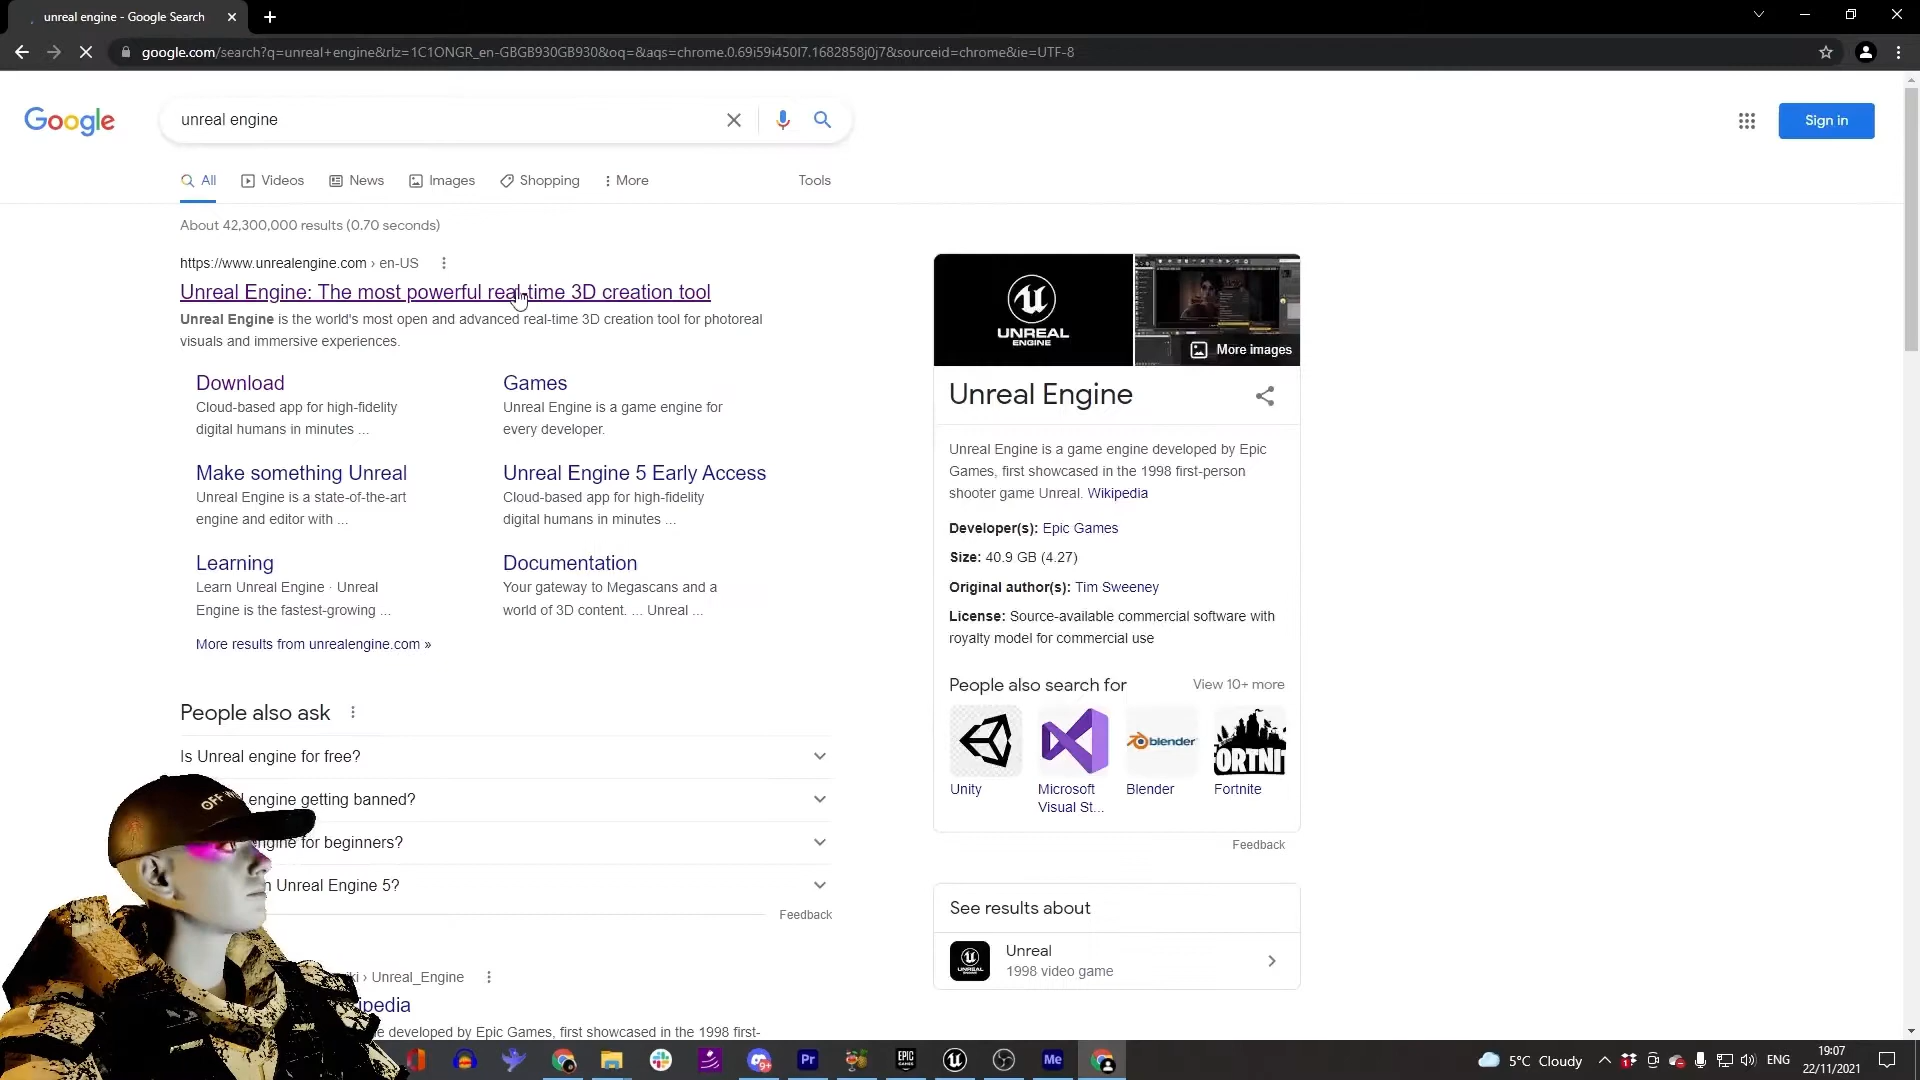 unreal engine - Google Search
google.com/search?q=unreal+engine&rlz=1C1ONGR_en-GBGB930GB930&oq=&aqs=chrome.0.69i59i450l7.1682858j0j7&sourceid=chrome&ie=UTF-8
Google
unreal engine
Sign in
All
Videos
News
Images
Shopping
More
Tools
About 42,300,000 results (0.70 seconds)
https://www.unrealengine.com › en-US
Unreal Engine: The most powerful real-time 3D creation tool
Unreal Engine is the world's most open and advanced real-time 3D creation tool for photoreal
visuals and immersive experiences.
Download
Cloud-based app for high-fidelity
digital humans in minutes ...
Games
Unreal Engine is a game engine for
every developer.
Make something Unreal
Unreal Engine is a state-of-the-art
engine and editor with ...
Unreal Engine 5 Early Access
Cloud-based app for high-fidelity
digital humans in minutes ...
Learning
Learn Unreal Engine · Unreal
Engine is the fastest-growing ...
Documentation
Your gateway to Megascans and a
world of 3D content. ... Unreal ...
More results from unrealengine.com »
People also ask
Is Unreal engine for free?
engine getting banned?
engine for beginners?
Unreal Engine 5?
Feedback
› Unreal_Engine
developed by Epic Games, first showcased in the 1998 first-
UNREAL
ENGINE
More images
Unreal Engine
Unreal Engine is a game engine developed by Epic
Games, first showcased in the 1998 first-person
shooter game Unreal. Wikipedia
Developer(s): Epic Games
Size: 40.9 GB (4.27)
Original author(s): Tim Sweeney
License: Source-available commercial software with
royalty model for commercial use
People also search for
View 10+ more
blender
Unity
Microsoft
Visual St...
Blender
Fortnite
Feedback
See results about
Unreal
1998 video game
OFF
Pr
EPIC
GAMES
Me
5°C Cloudy
ENG
19:07
22/11/2021